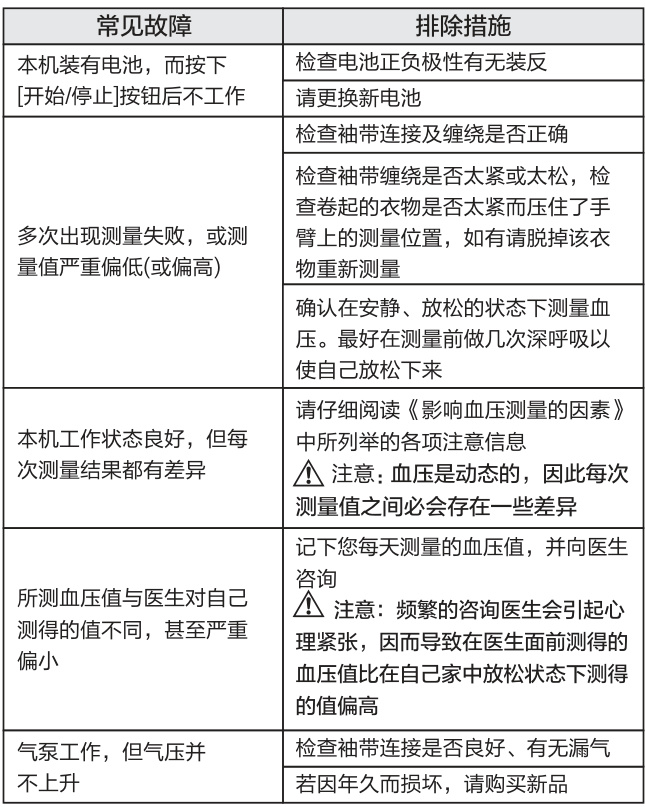 常见故障
排除措施
本机装有电池，而按下
[开始/停止]按钮后不工作
检查电池正负极性有无装反
请更换新电池
多次出现测量失败，或测
量值严重偏低(或偏高)
检查袖带连接及缠绕是否正确
检查袖带缠绕是否太紧或太松，检
查卷起的衣物是否太紧而压住了手
臂上的测量位置，如有请脱掉该衣
物重新测量
确认在安静、放松的状态下测量血
压。最好在测量前做几次深呼吸以
使自己放松下来
本机工作状态良好，但每
次测量结果都有差异
请仔细阅读《影响血压测量的因素》
中所列举的各项注意信息
注意：血压是动态的，因此每次
测量值之间必会存在一些差异
所测血压值与医生对自己
测得的值不同，甚至严重
偏小
记下您每天测量的血压值，并向医生
咨询
注意：频繁的咨询医生会引起心
理紧张，因而导致在医生面前测得的
血压值比在自己家中放松状态下测得
的值偏高
气泵工作，但气压并
不上升
检查袖带连接是否良好、有无漏气
若因年久而损坏，请购买新品